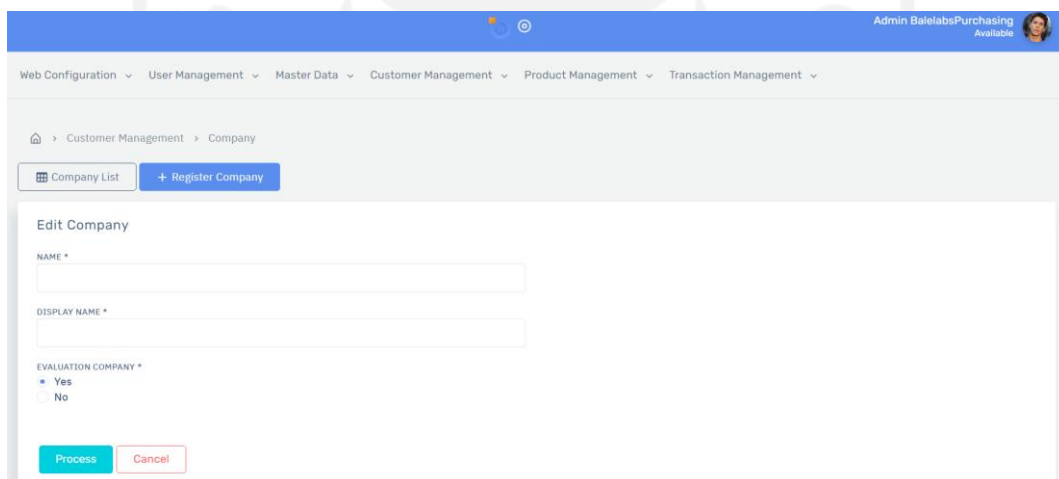 Admin BalelabsPurchasing
Available
Web Configuration User Management Master Data Customer Management Product Management Transaction Management
> Customer Management > Company
Company List + Register Company
Edit Company
NAME *
DISPLAY NAME *
EVALUATION COMPANY *
Yes
No
Process Cancel